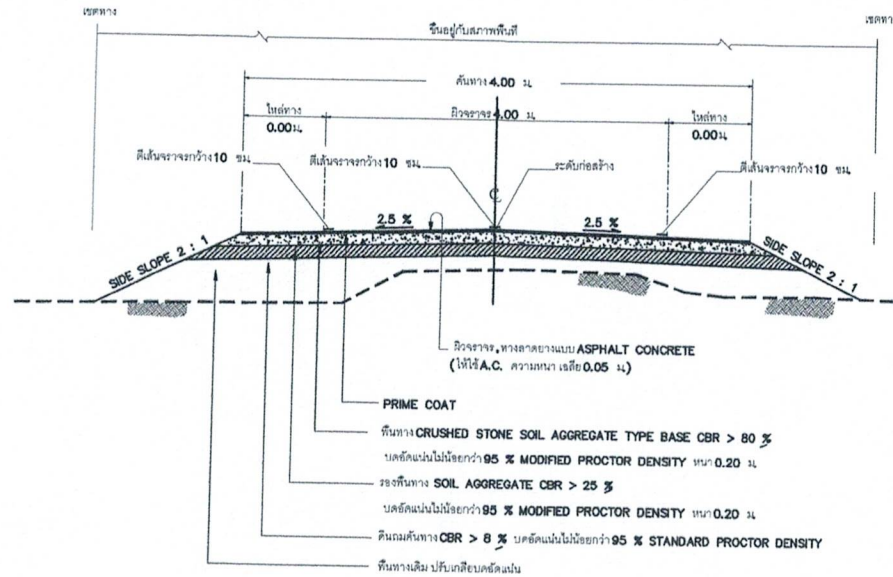 เขตทาง
เขตทา
ขึ้นอยู่กับสภาพพื้นที่
คันทาง 4.00 ม.
ไหล่ทาง
0.00 ม.
ผิวจราจร 4.00 ม.
ไหล่ทาง
0.00 ม.
ตีเส้นจราจรกว้าง 10 ซม.
ตีเส้นจราจรกว้าง 10 ซม.
ระดับก่อสร้าง
ตีเส้นจราจรกว้าง 10 ซม.
2.5 %
2.5 %
SIDE SLOPE 2 : 1
SIDE SLOPE 2 : 1
ผิวจราจร,ทางลาดยางแบบ ASPHALT CONCRETE
(ให้ใช้ A.C. ความหนา เฉลี่ย 0.05 ม.)
PRIME COAT
พื้นทาง CRUSHED STONE SOIL AGGREGATE TYPE BASE CBR > 80 %
บดอัดแน่นไม่น้อยกว่า 95 % MODIFIED PROCTOR DENSITY หนา 0.20 ม.
รองพื้นทาง SOIL AGGREGATE CBR > 25 %
บดอัดแน่นไม่น้อยกว่า 95 % MODIFIED PROCTOR DENSITY หนา 0.20 ม.
ดินถมคันทาง CBR > 8 % บดอัดแน่นไม่น้อยกว่า 95 % STANDARD PROCTOR DENSITY
พื้นทางเดิม ปรับเกลี่ยบดอัดแน่น